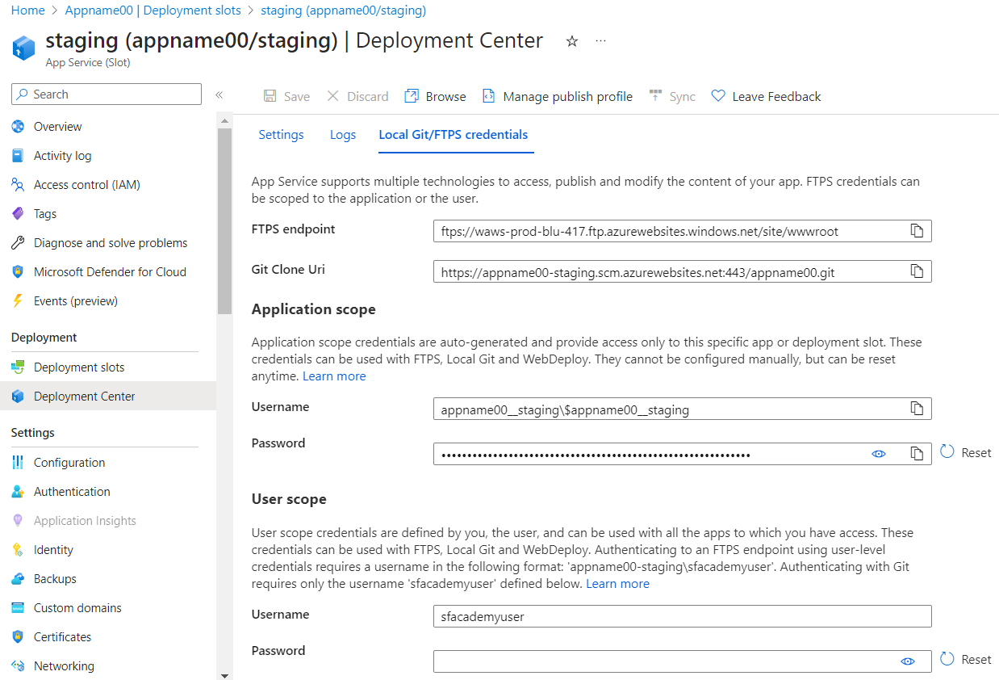 Home > Appname00 | Deployment slots > staging (appname00/staging)
staging (appname00/staging) | Deployment Center
App Service (Slot)
Search
Overview
Activity log
Access control (IAM)
Tags
Diagnose and solve problems
Microsoft Defender for Cloud
Events (preview)
Deployment
Deployment slots
Deployment Center
Settings
Configuration
Authentication
Application Insights
Identity
Backups
Custom domains
Certificates
Networking
Save Discard Browse Manage publish profile Sync Leave Feedback
Settings Logs Local Git/FTPS credentials
App Service supports multiple technologies to access, publish and modify the content of your app. FTPS credentials can
be scoped to the application or the user.
FTPS endpoint ftps://waws-prod-blu-417.ftp.azurewebsites.windows.net/site/wwwroot
Git Clone Uri https://appname00-staging.scm.azurewebsites.net:443/appname00.git
Application scope
Application scope credentials are auto-generated and provide access only to this specific app or deployment slot. These
credentials can be used with FTPS, Local Git and WebDeploy. They cannot be configured manually, but can be reset
anytime. Learn more
Username appname00__staging\$appname00__staging
Password Reset
User scope
User scope credentials are defined by you, the user, and can be used with all the apps to which you have access. These
credentials can be used with FTPS, Local Git and WebDeploy. Authenticating to an FTPS endpoint using user-level
credentials requires a username in the following format: 'appname00-staging\sfacademyuser'. Authenticating with Git
requires only the username 'sfacademyuser' defined below. Learn more
Username sfacademyuser
Password Reset